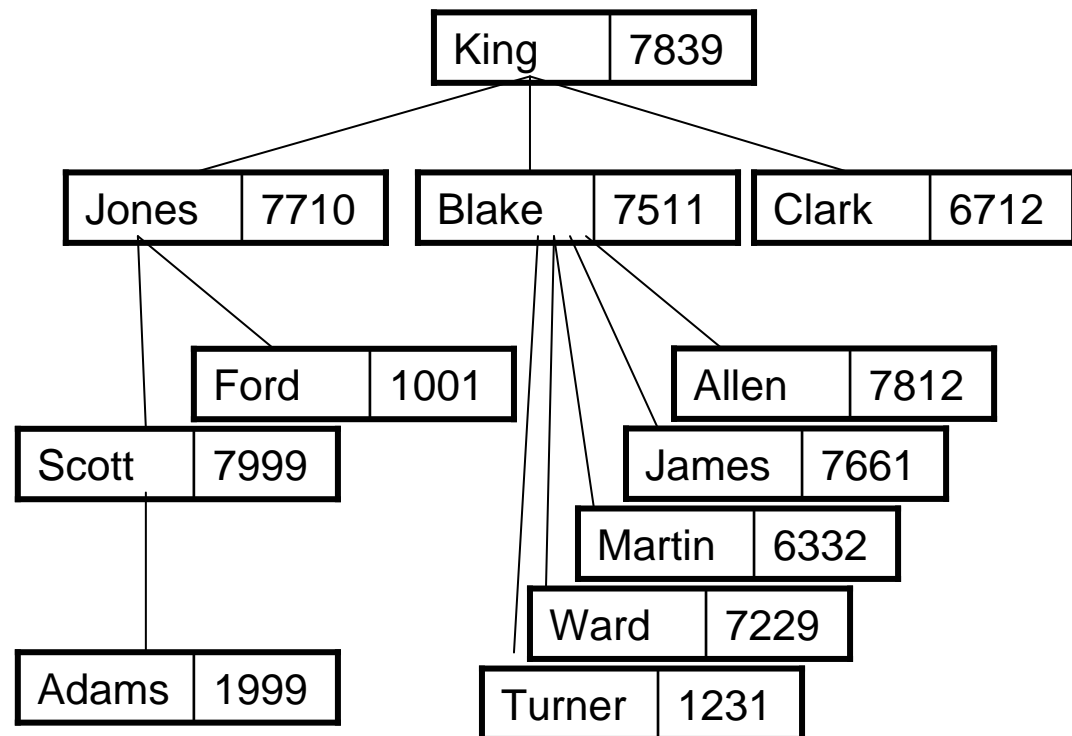 King 7839
Jones 7710
Blake 7511
Clark 6712
Ford 1001
Allen 7812
Scott 7999
James 7661
Martin 6332
Ward 7229
Adams 1999
Turner 1231